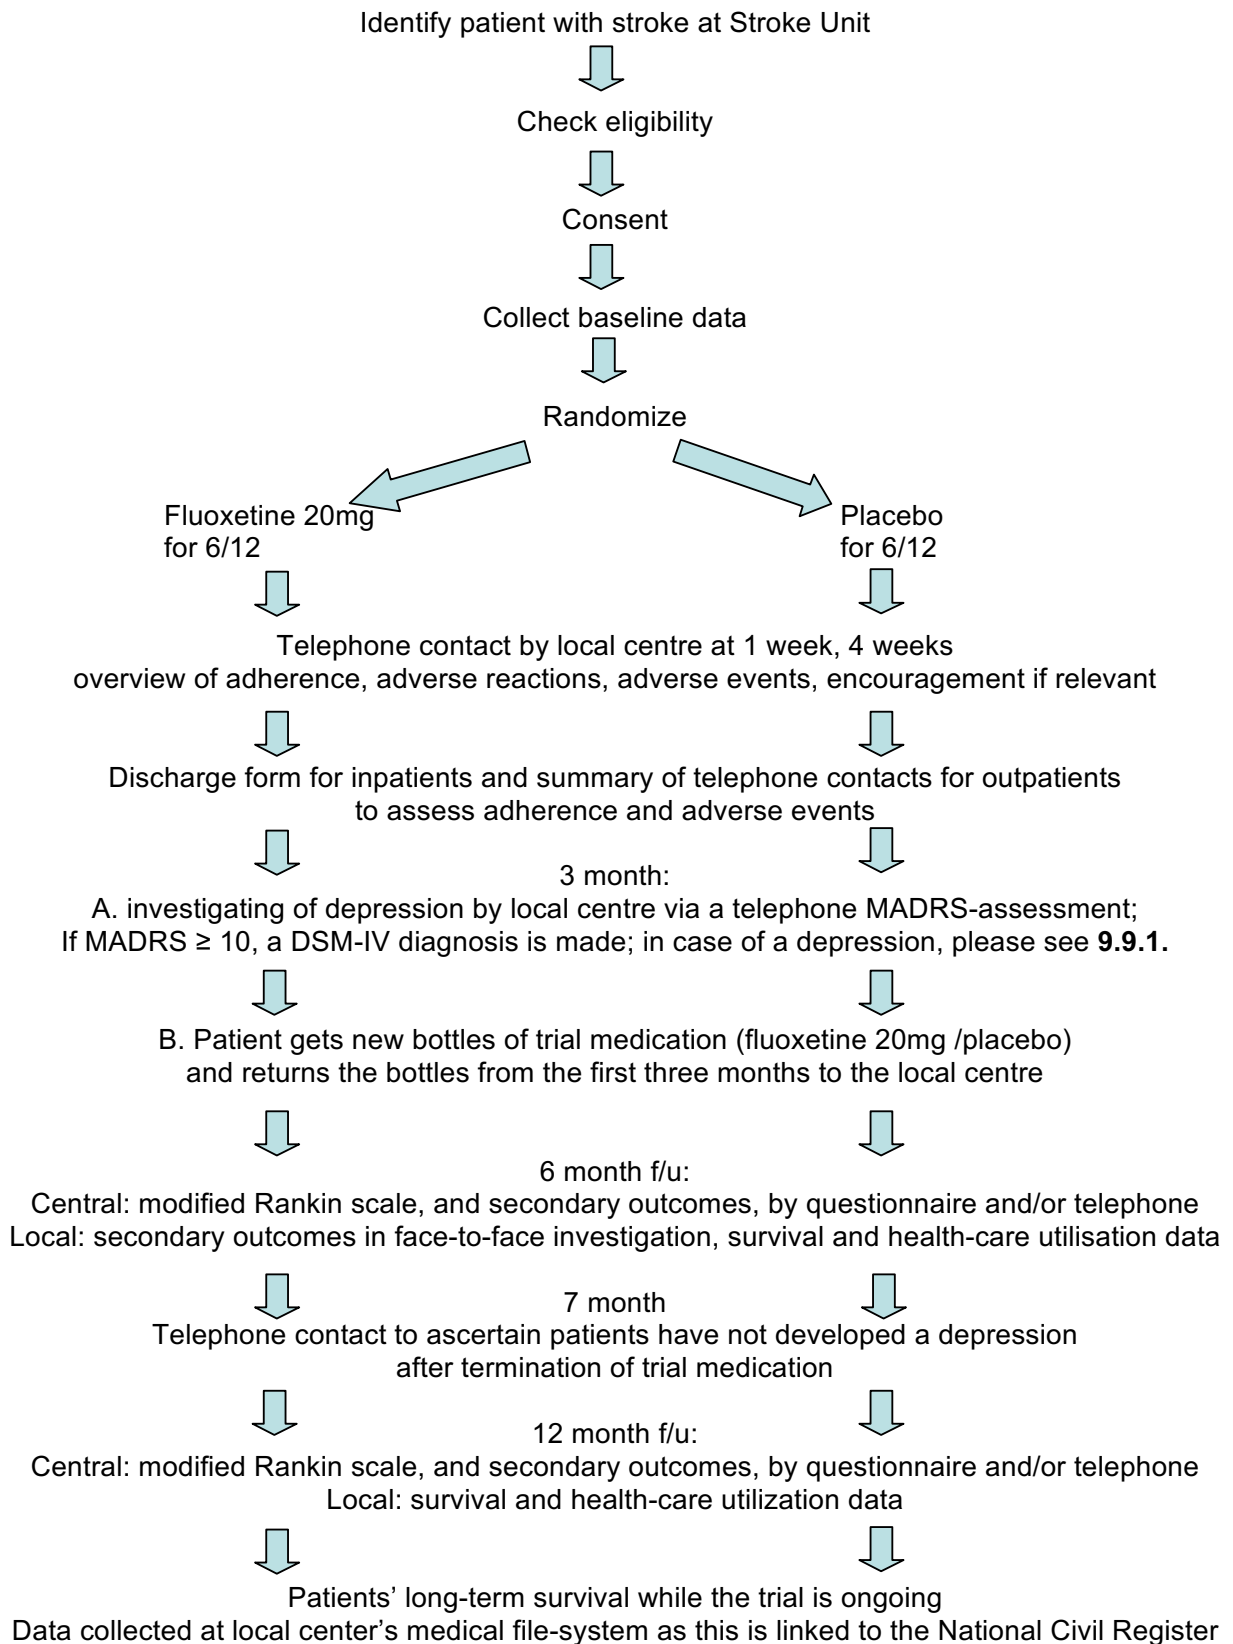 Identify patient with stroke at Stroke Unit
Check eligibility
Consent
Collect baseline data
Randomize
Fluoxetine 20mg
for 6/12
Placebo
for 6/12
Telephone contact by local centre at 1 week, 4 weeks
overview of adherence, adverse reactions, adverse events, encouragement if relevant
Discharge form for inpatients and summary of telephone contacts for outpatients
to assess adherence and adverse events
3 month:
A. investigating of depression by local centre via a telephone MADRS-assessment;
If MADRS ≥ 10, a DSM-IV diagnosis is made; in case of a depression, please see 9.9.1.
B. Patient gets new bottles of trial medication (fluoxetine 20mg /placebo)
and returns the bottles from the first three months to the local centre
6 month f/u:
Central: modified Rankin scale, and secondary outcomes, by questionnaire and/or telephone
Local: secondary outcomes in face-to-face investigation, survival and health-care utilisation data
7 month
Telephone contact to ascertain patients have not developed a depression
after termination of trial medication
12 month f/u:
Central: modified Rankin scale, and secondary outcomes, by questionnaire and/or telephone
Local: survival and health-care utilization data
Patients’ long-term survival while the trial is ongoing
Data collected at local center’s medical file-system as this is linked to the National Civil Register